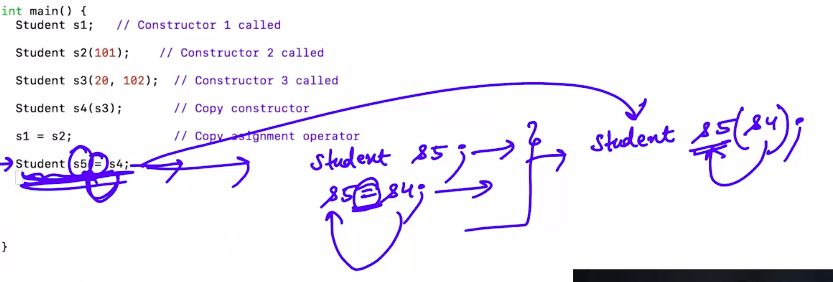 int main() {
Student s1; // Constructor 1 called
Student s2(101); // Constructor 2 called
Student s3(20, 102); // Constructor 3 called
Student s4(s3); // Copy constructor
s1 = s2; // Copy asignment operator
Student s5 = s4;
}
Student s5;
s5 = s4;
?
Student s5(s4);